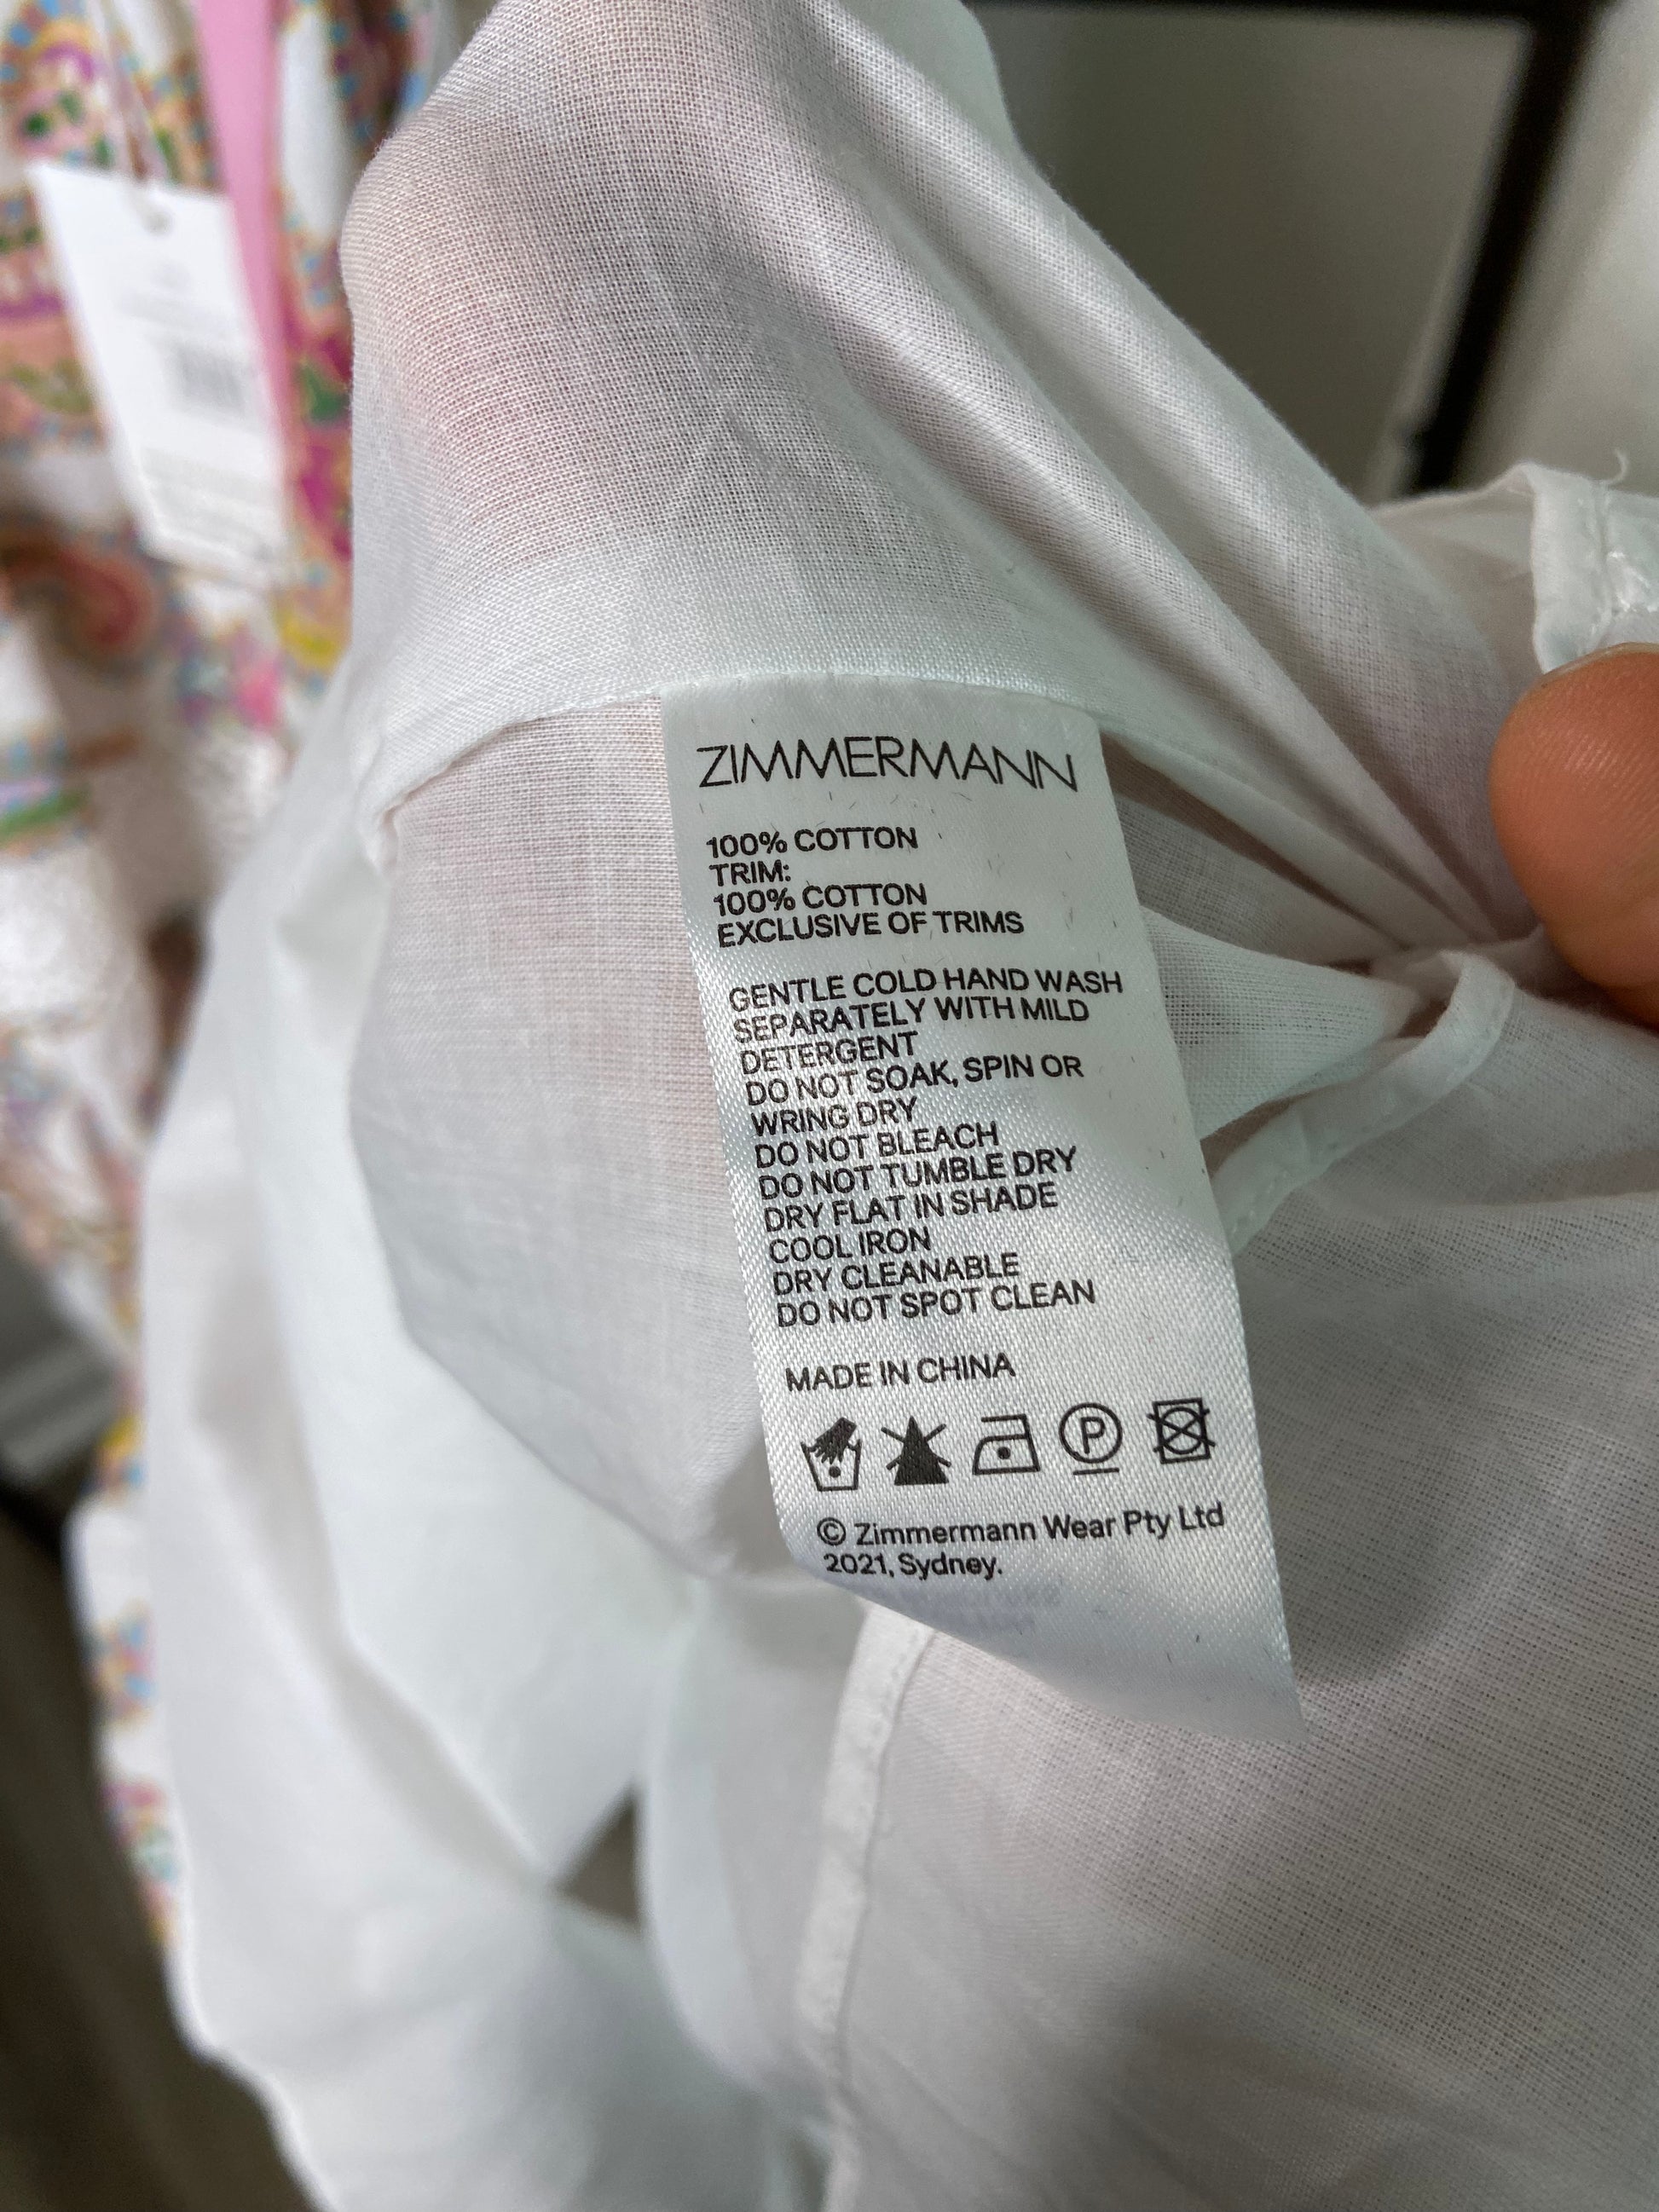 ZIMMERMANN
100% COTTON
TRIM:
100% COTTON
EXCLUSIVE OF TRIMS
GENTLE COLD HAND WASH
SEPARATELY WITH MILD
DETERGENT
DO NOT SOAK, SPIN OR
WRING DRY
DO NOT BLEACH
DO NOT TUMBLE DRY
DRY FLAT IN SHADE
COOL IRON
DRY CLEANABLE
DO NOT SPOT CLEAN
MADE IN CHINA
P
© Zimmermann Wear Pty Ltd
2021, Sydney.